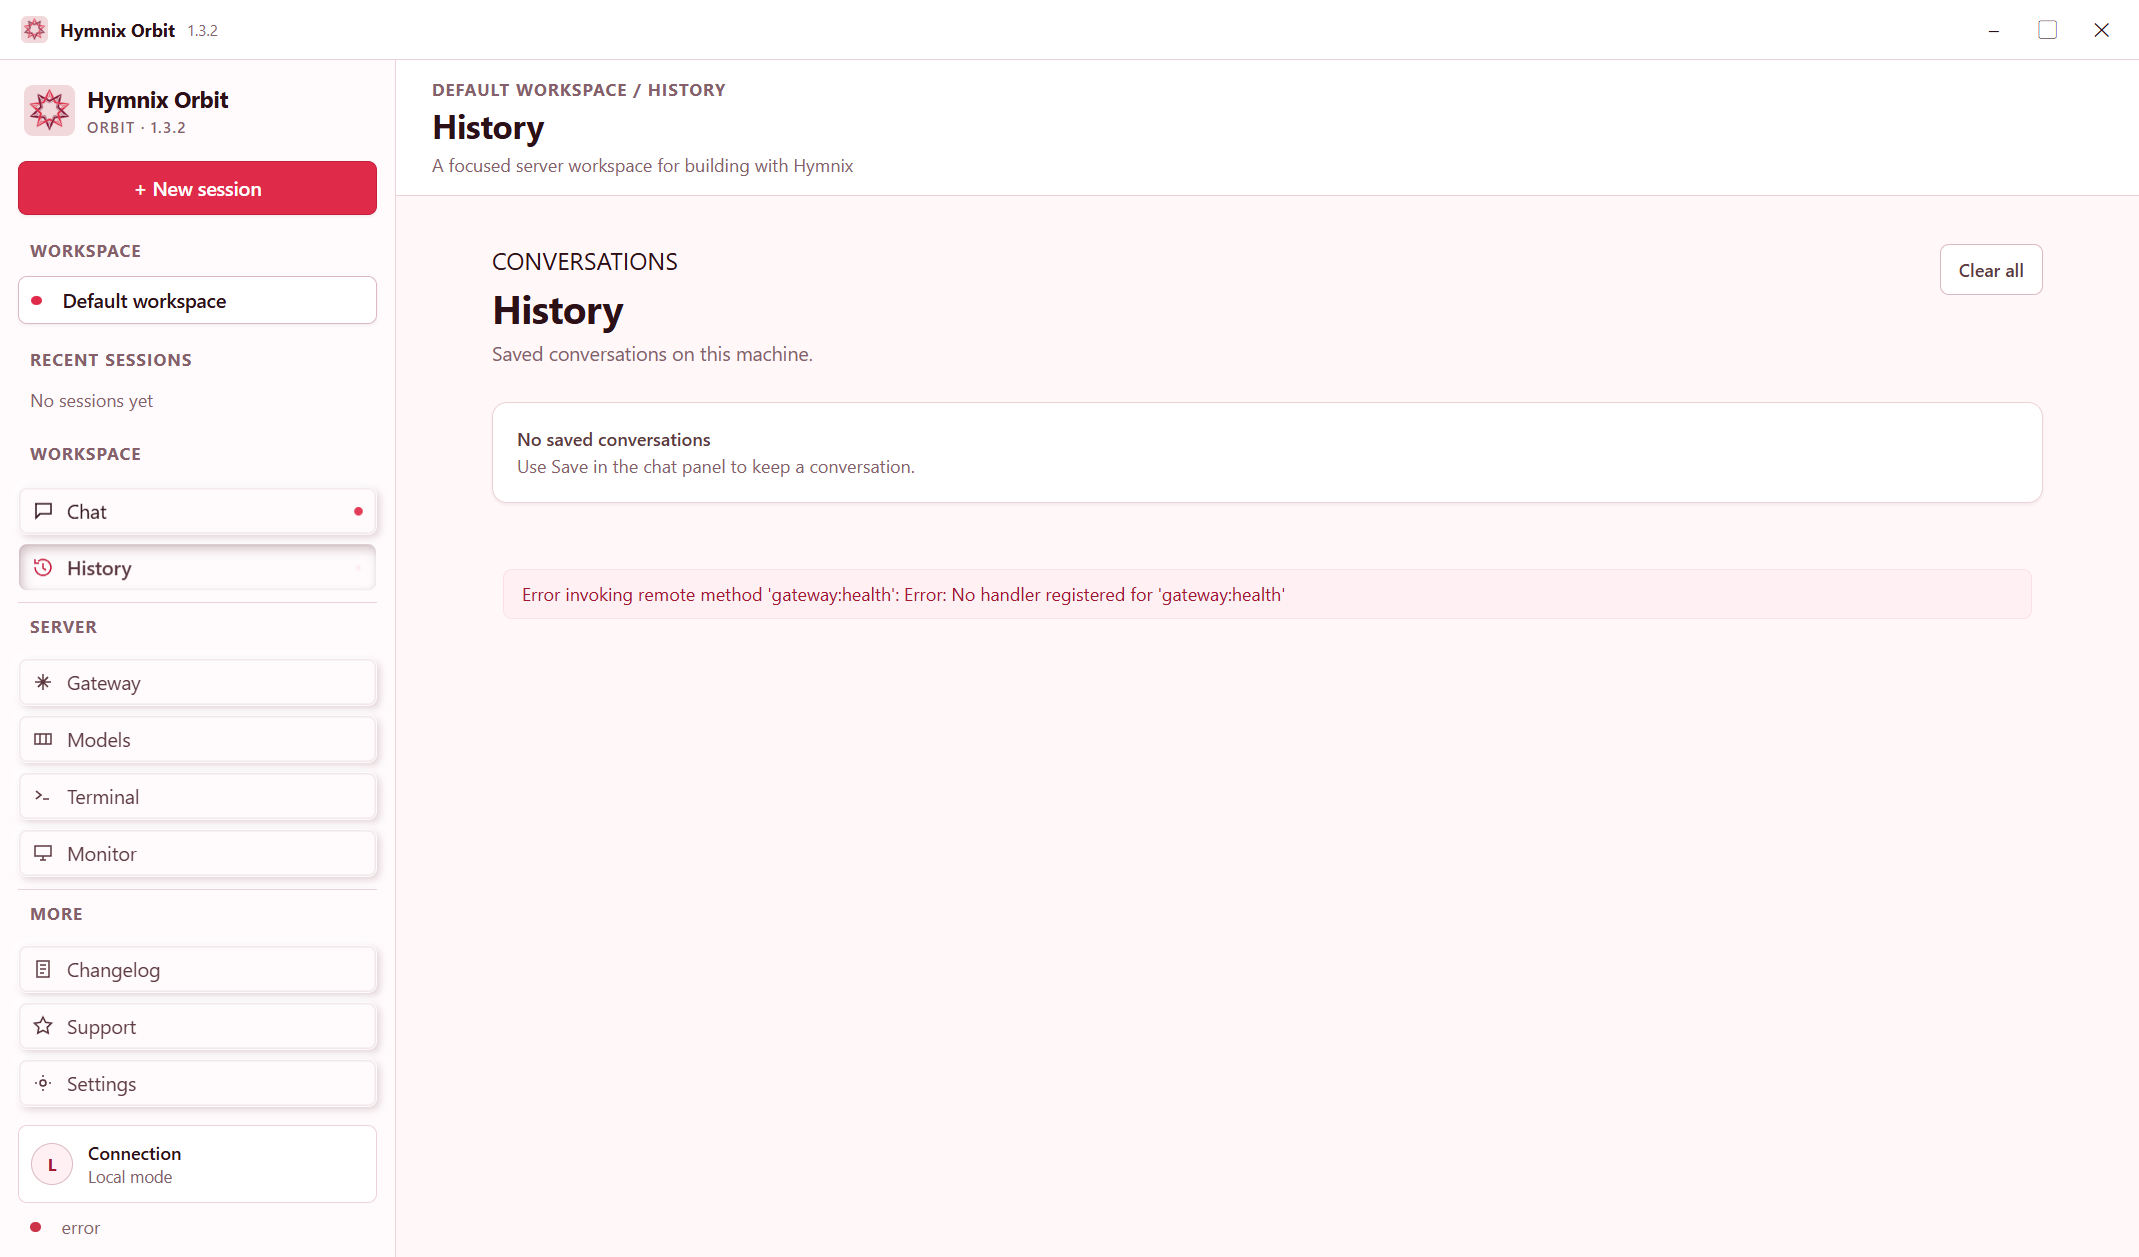 Hymnix Orbit 1.3.2
Hymnix Orbit
ORBIT · 1.3.2
+ New session
WORKSPACE
Default workspace
RECENT SESSIONS
No sessions yet
WORKSPACE
Chat
History
SERVER
Gateway
Models
Terminal
Monitor
MORE
Changelog
Support
Settings
L
Connection
Local mode
error
DEFAULT WORKSPACE / HISTORY
History
A focused server workspace for building with Hymnix
CONVERSATIONS
Clear all
History
Saved conversations on this machine.
No saved conversations
Use Save in the chat panel to keep a conversation.
Error invoking remote method 'gateway:health': Error: No handler registered for 'gateway:health'